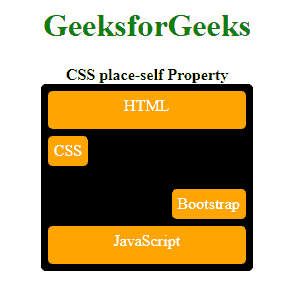 GeeksforGeeks
CSS place-self Property
HTML
CSS
Bootstrap
JavaScript